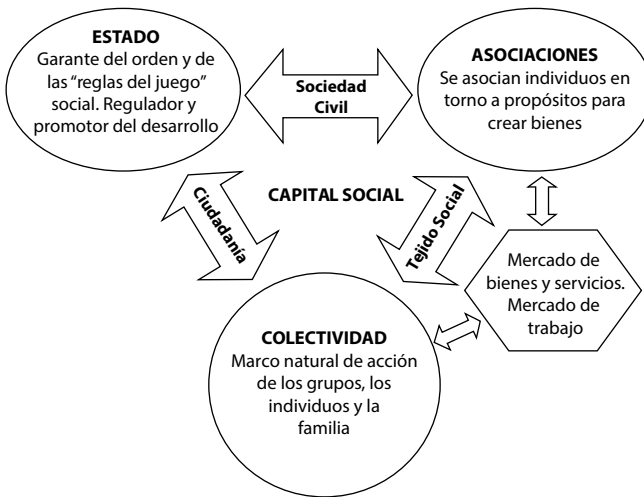 ESTADO
Garante del orden y de
las “reglas del juego”
social. Regulador y
promotor del desarrollo
Sociedad
Civil
ASOCIACIONES
Se asocian individuos en
torno a propósitos para
crear bienes
Ciudadanía
CAPITAL SOCIAL
Tejido Social
Mercado de
bienes y servicios.
Mercado de
trabajo
COLECTIVIDAD
Marco natural de acción
de los grupos, los
individuos y la
familia